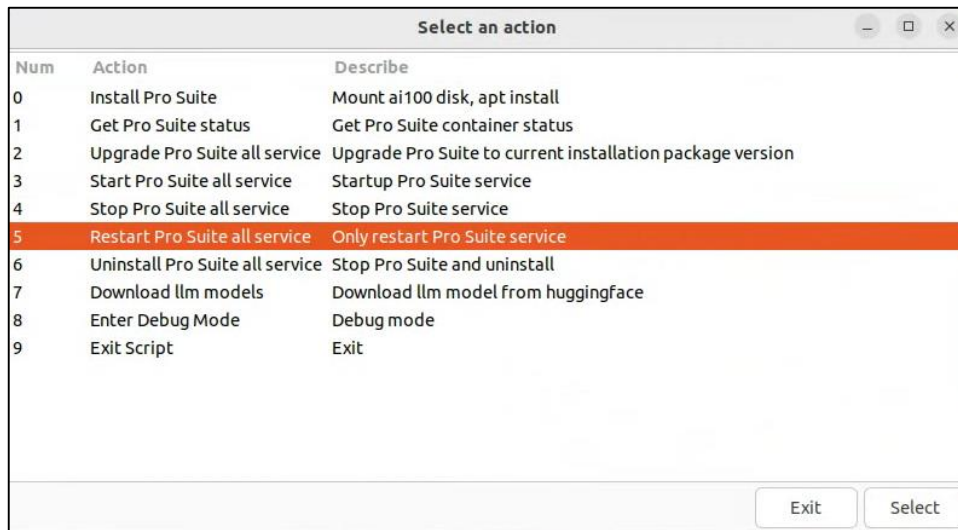 Select an action
Num Action Describe
0 Install Pro Suite Mount ai100 disk, apt install
1 Get Pro Suite status Get Pro Suite container status
2 Upgrade Pro Suite all service Upgrade Pro Suite to current installation package version
3 Start Pro Suite all service Startup Pro Suite service
4 Stop Pro Suite all service Stop Pro Suite service
5 Restart Pro Suite all service Only restart Pro Suite service
6 Uninstall Pro Suite all service Stop Pro Suite and uninstall
7 Download llm models Download llm model from huggingface
8 Enter Debug Mode Debug mode
9 Exit Script Exit
Exit Select